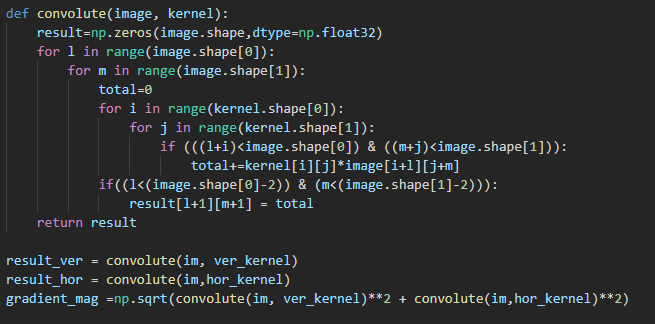 def convolute(image, kernel):
    result=np.zeros(image.shape,dtype=np.float32)
    for l in range(image.shape[0]):
        for m in range(image.shape[1]):
            total=0
            for i in range(kernel.shape[0]):
                for j in range(kernel.shape[1]):
                    if (((l+i)<image.shape[0]) & ((m+j)<image.shape[1])):
                        total+=kernel[i][j]*image[i+l][j+m]
            if((l<(image.shape[0]-2)) & (m<(image.shape[1]-2))):
                result[l+1][m+1] = total
    return result

result_ver = convolute(im, ver_kernel)
result_hor = convolute(im,hor_kernel)
gradient_mag =np.sqrt(convolute(im, ver_kernel)**2 + convolute(im,hor_kernel)**2)